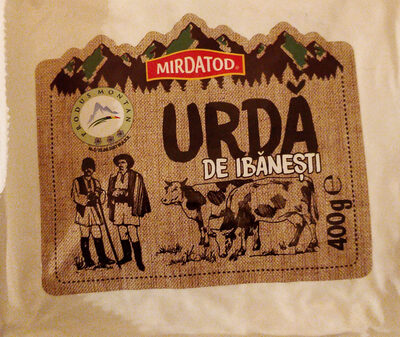 MIRDATOD®
PRODUS MONTAN
URDĂ
DE IBĂNEȘTI
400g e